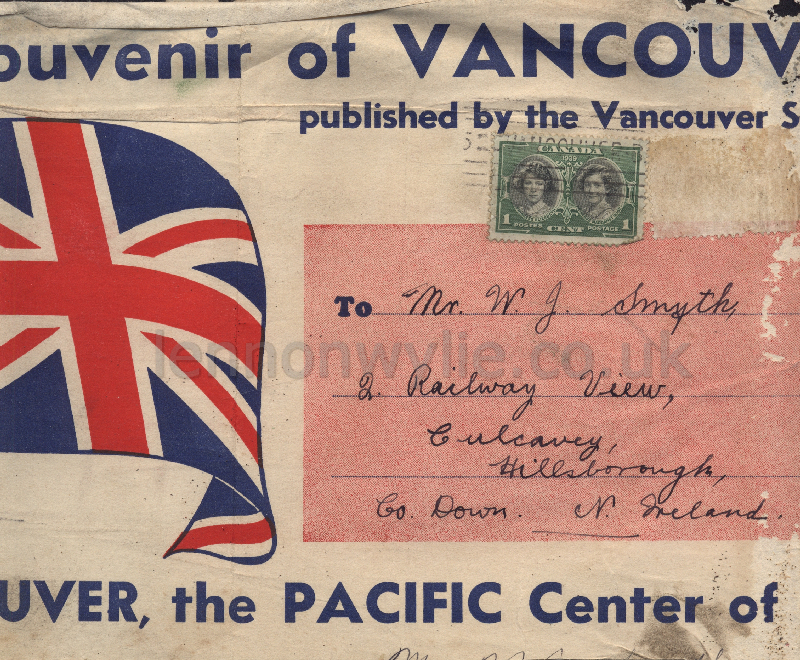 ouvenir of VANCOUV
published by the Vancouver S
VANCOUVER
CANADA
1939
1 POSTES CENT POSTAGE 1
To Mr. W. J. Smyth,
lennonwylie.co.uk
2. Railway View,
Culcavey,
Hillsborough,
Co. Down. N. Ireland.
UVER, the PACIFIC Center of